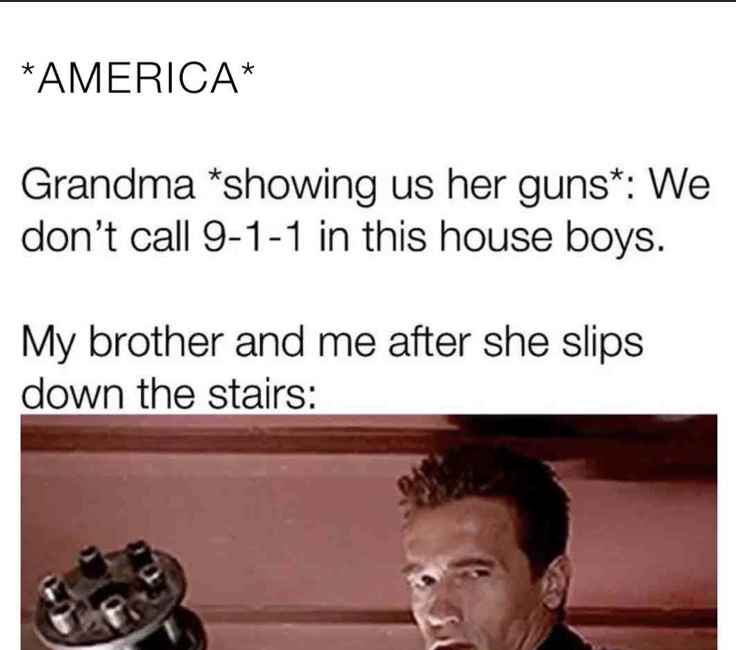 *AMERICA*
Grandma *showing us her guns*: We
don’t call 9-1-1 in this house boys.
My brother and me after she slips
down the stairs: